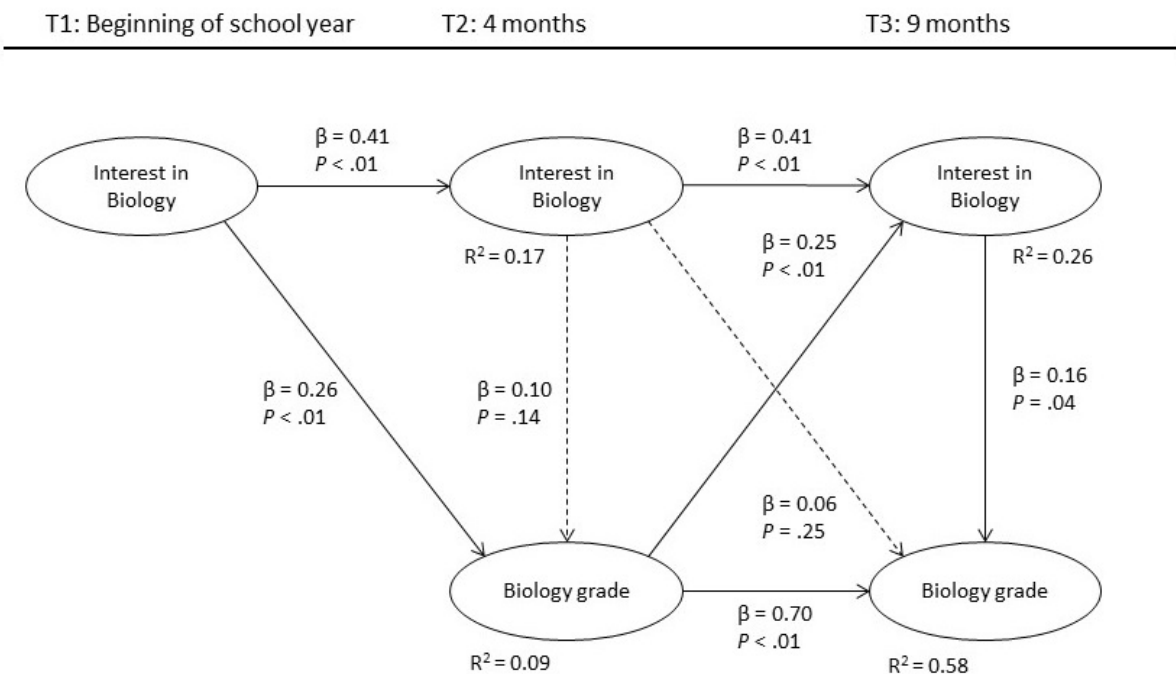 T1: Beginning of school year
T2: 4 months
T3: 9 months
β = 0.41
P < .01
β = 0.41
P < .01
Interest in
Biology
Interest in
Biology
Interest in
Biology
R² = 0.17
β = 0.25
P < .01
R² = 0.26
β = 0.26
P < .01
β = 0.10
P = .14
β = 0.16
P = .04
β = 0.06
P = .25
Biology grade
Biology grade
β = 0.70
P < .01
R² = 0.09
R² = 0.58